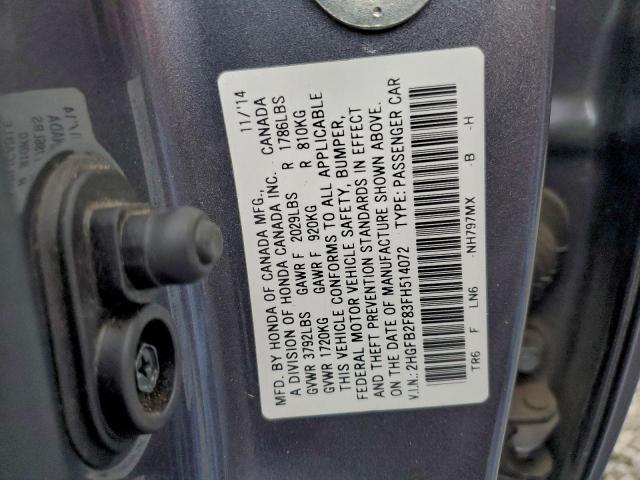 MFD. BY HONDA OF CANADA MFG., 11/'14
A DIVISION OF HONDA CANADA INC. CANADA
GVWR 3792LBS GAWR F 2029LBS R 1786LBS
GVWR 1720KG GAWR F 920KG R 810KG
THIS VEHICLE CONFORMS TO ALL APPLICABLE
FEDERAL MOTOR VEHICLE SAFETY, BUMPER,
AND THEFT PREVENTION STANDARDS IN EFFECT
ON THE DATE OF MANUFACTURE SHOWN ABOVE.
V.I.N.: 2HGFB2F83FH514072 TYPE: PASSENGER CAR
TR6 F LN6 -NH797MX -B -H